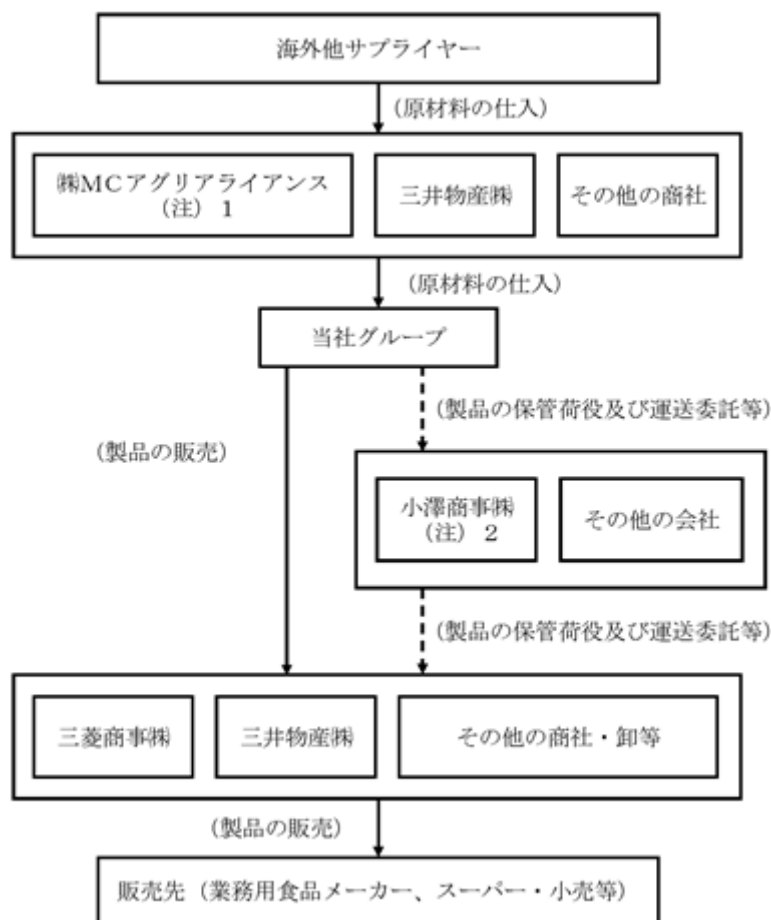 海外他サプライヤー
（原材料の仕入）
㈱ＭＣアグリアライアンス
（注）１
三井物産㈱
その他の商社
（原材料の仕入）
当社グループ
（製品の保管荷役及び運送委託等）
（製品の販売）
小澤商事㈱
（注）２
その他の会社
（製品の保管荷役及び運送委託等）
三菱商事㈱
三井物産㈱
その他の商社・卸等
（製品の販売）
販売先（業務用食品メーカー、スーパー・小売等）